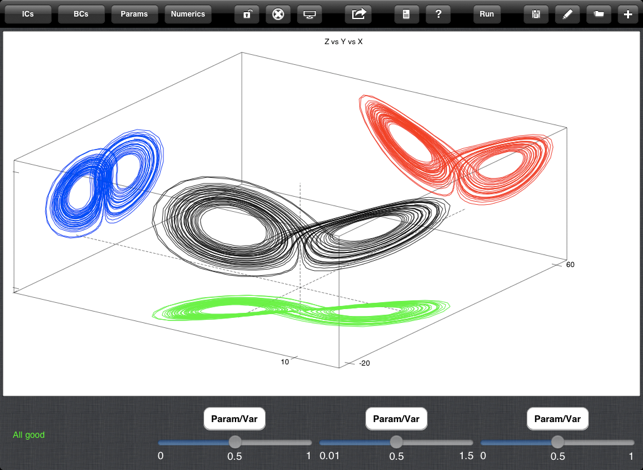 ICs BCs Params Numerics ? Run
Z vs Y vs X
60
10 -20
Param/Var Param/Var Param/Var
All good
0 0.5 1 0.01 0.5 1.5 0 0.5 1